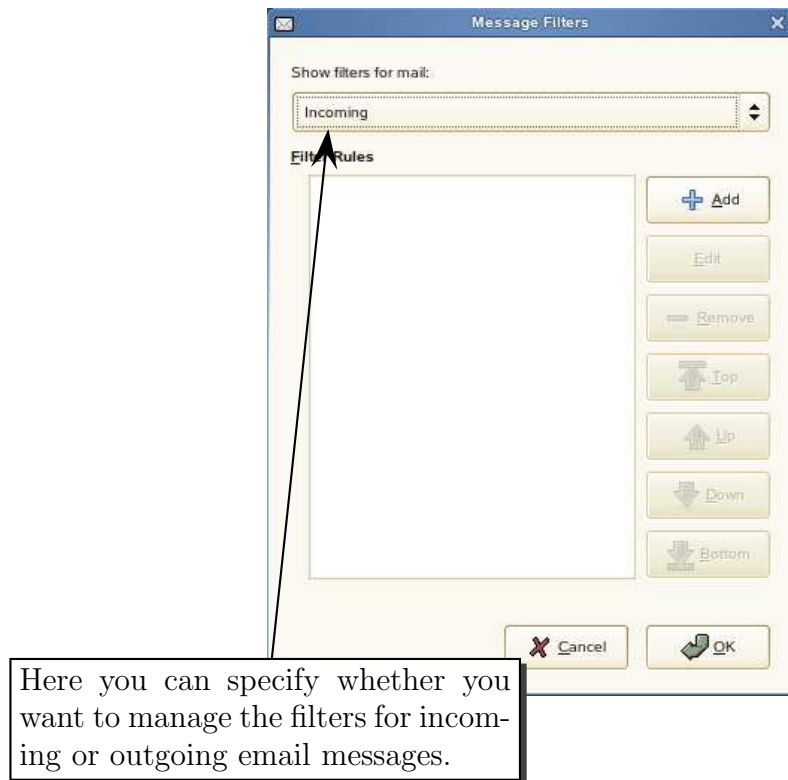 Message Filters
Show filters for mail:
Incoming
Filter Rules
Add
Edit
Remove
Top
Up
Down
Bottom
Cancel
OK
Here you can specify whether you
want to manage the filters for incom-
ing or outgoing email messages.